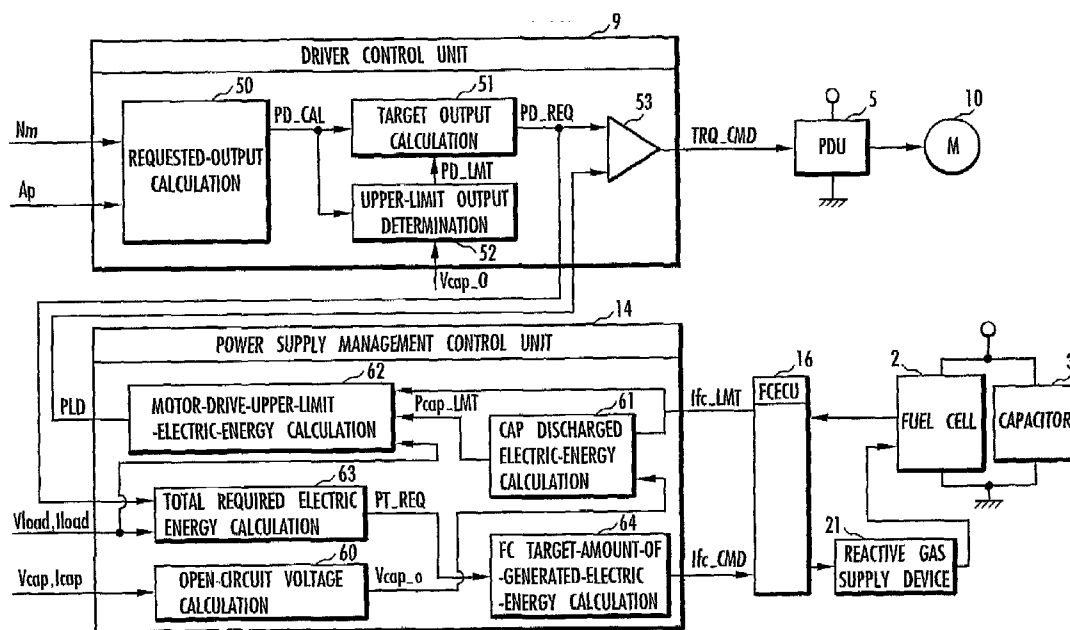 9
DRIVER CONTROL UNIT
50
51
PD_CAL
TARGET OUTPUT
CALCULATION
PD_REQ
53
5
10
Nm
REQUESTED-OUTPUT
CALCULATION
TRQ_CMD
PDU
M
PD_LMT
Ap
UPPER-LIMIT OUTPUT
DETERMINATION
52
Vcap_O
14
POWER SUPPLY MANAGEMENT CONTROL UNIT
62
16
2
3
PLD
MOTOR-DRIVE-UPPER-LIMIT
-ELECTRIC-ENERGY CALCULATION
Pcap_LMT
61
Ifc_LMT
FCECU
FUEL CELL
CAPACITOR
CAP DISCHARGED
ELECTRIC-ENERGY
CALCULATION
63
TOTAL REQUIRED ELECTRIC
ENERGY CALCULATION
PT_REQ
Vload,Iload
64
21
60
FC TARGET-AMOUNT-OF
-GENERATED-ELECTRIC
-ENERGY CALCULATION
Ifc_CMD
REACTIVE GAS
SUPPLY DEVICE
Vcap,Icap
OPEN-CIRCUIT VOLTAGE
CALCULATION
Vcap_o